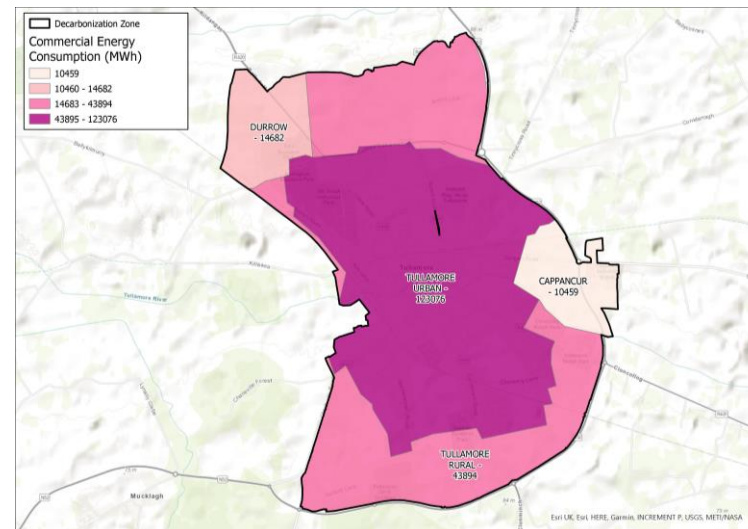 Decarbonization Zone
Commercial Energy
Consumption (MWh)
10459
10460 - 14682
14683 - 43894
43895 - 123076
DURROW
- 14682
TULLAMORE
URBAN -
123076
CAPPANCUR
- 10459
TULLAMORE
RURAL -
43894
Tullamore River
Mucklagh
Esri UK, Esri, HERE, Garmin, INCREMENT P, USGS, METI/NASA